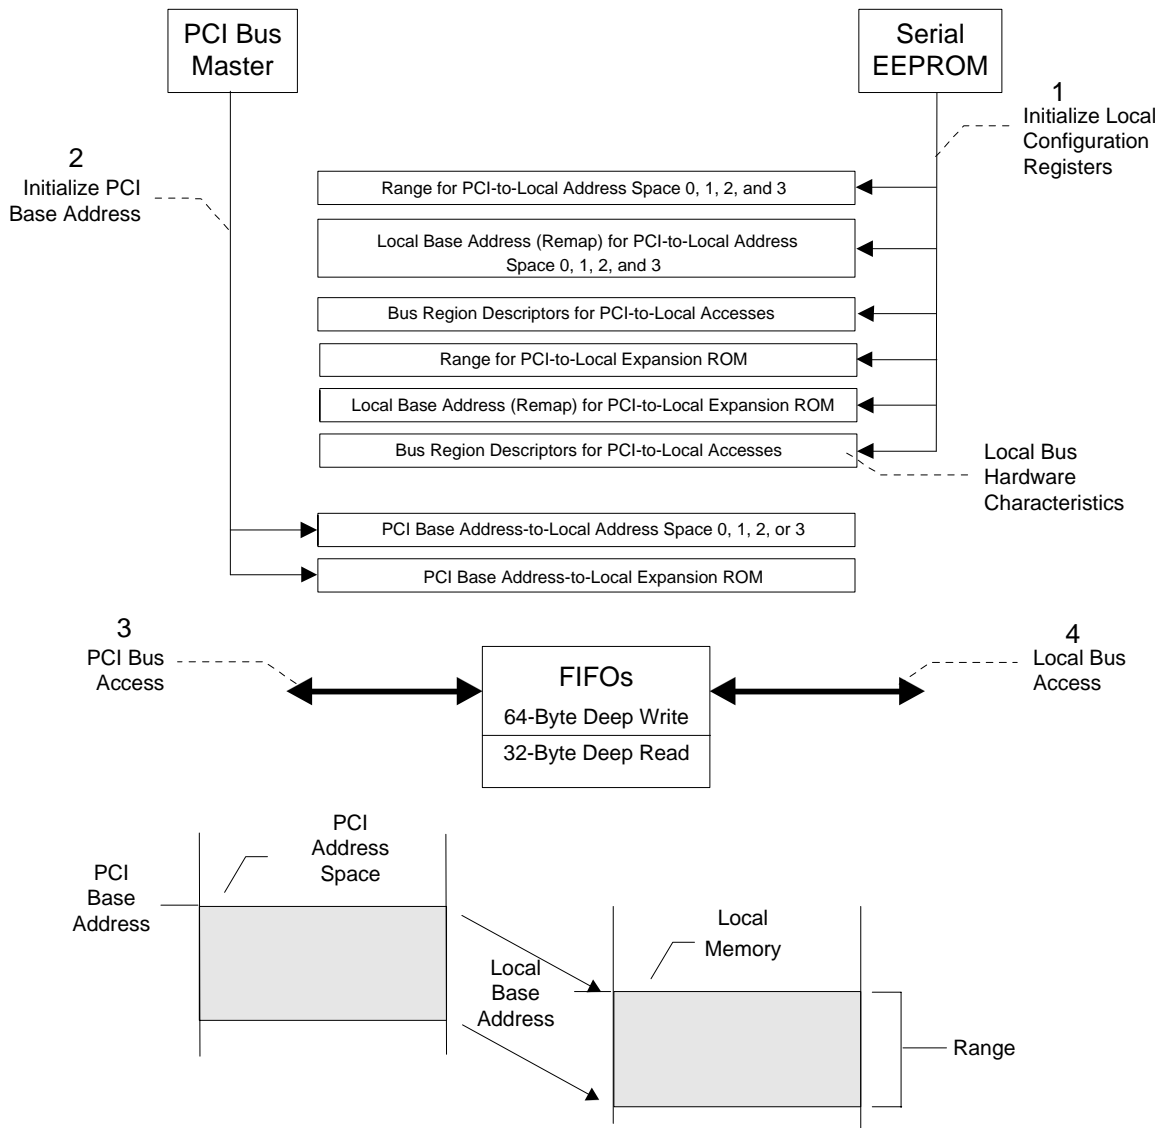 PCI Bus
Master
Serial
EEPROM
1
Initialize Local
Configuration
Registers
2
Initialize PCI
Base Address
Range for PCI-to-Local Address Space 0, 1, 2, and 3
Local Base Address (Remap) for PCI-to-Local Address
Space 0, 1, 2, and 3
Bus Region Descriptors for PCI-to-Local Accesses
Range for PCI-to-Local Expansion ROM
Local Base Address (Remap) for PCI-to-Local Expansion ROM
Bus Region Descriptors for PCI-to-Local Accesses
Local Bus
Hardware
Characteristics
PCI Base Address-to-Local Address Space 0, 1, 2, or 3
PCI Base Address-to-Local Expansion ROM
3
PCI Bus
Access
FIFOs
64-Byte Deep Write
32-Byte Deep Read
4
Local Bus
Access
PCI
Address
Space
PCI
Base
Address
Local
Memory
Local
Base
Address
Range